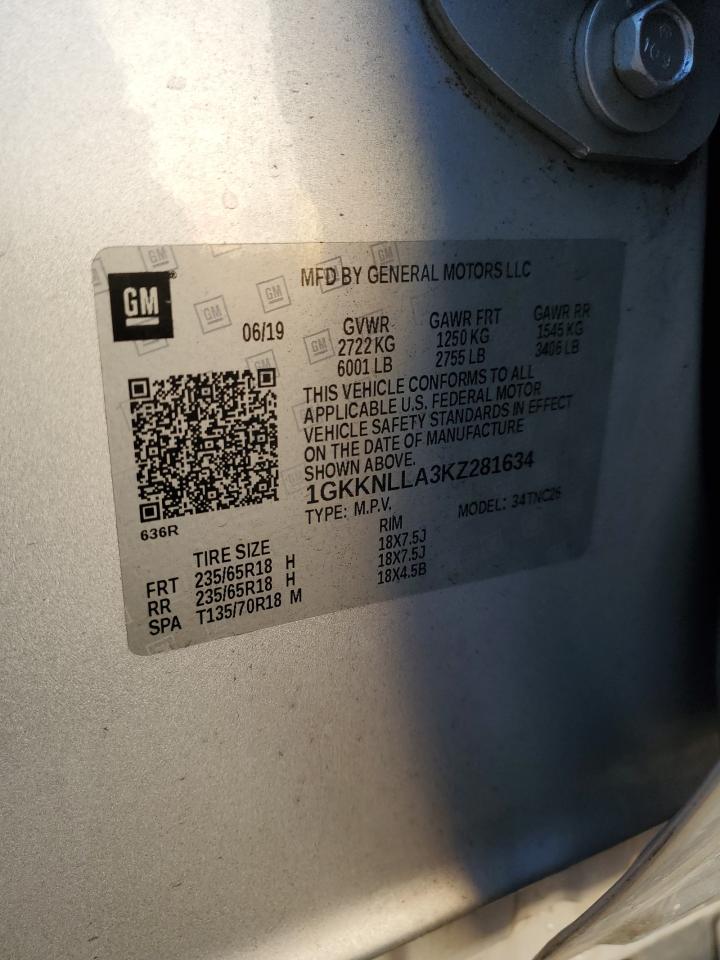 109
GM
MFD BY GENERAL MOTORS LLC
06/19
GVWR GAWR FRT GAWR RR
2722 KG 1250 KG 1545 KG
6001 LB 2755 LB 3406 LB
THIS VEHICLE CONFORMS TO ALL
APPLICABLE U.S. FEDERAL MOTOR
VEHICLE SAFETY STANDARDS IN EFFECT
ON THE DATE OF MANUFACTURE
SHOWN ABOVE.
1GKKNLLA3KZ281634
TYPE: M.P.V. MODEL: 34TNC26
636R
TIRE SIZE RIM
FRT 235/65R18 H 18X7.5J
RR 235/65R18 H 18X7.5J
SPA T135/70R18 M 18X4.5B